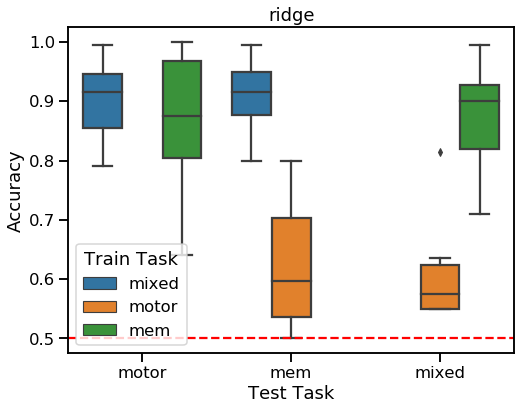 ridge
Accuracy
1.0
0.9
0.8
0.7
0.6
0.5
Train Task
mixed
motor
mem
motor mem mixed
Test Task